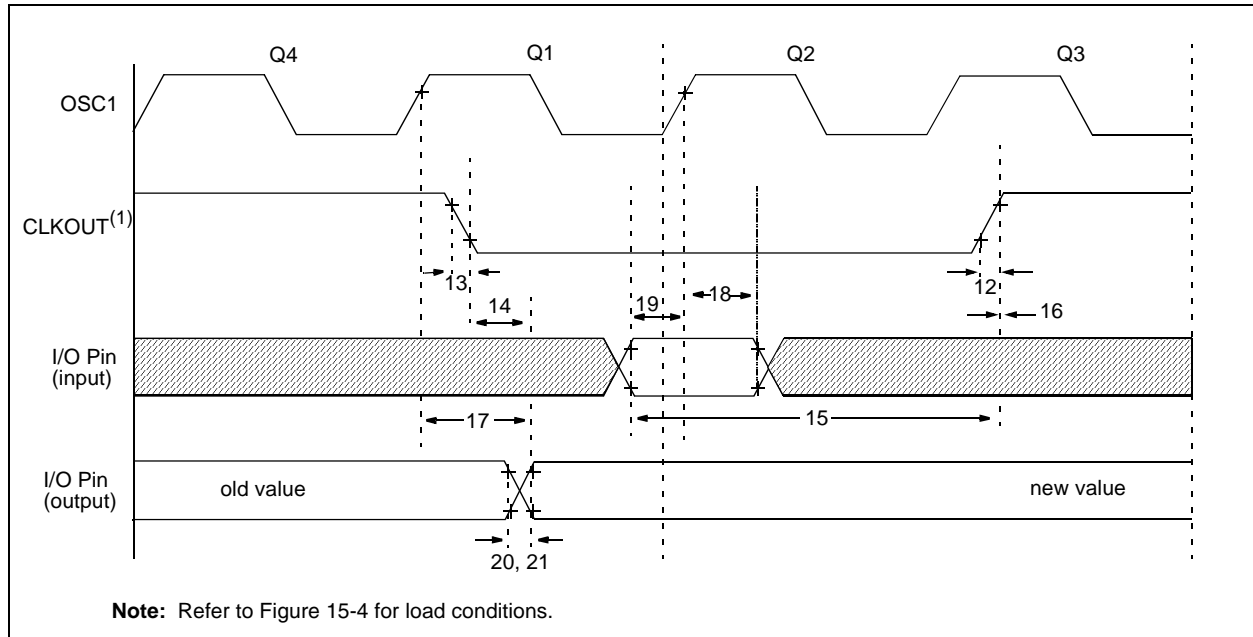 Q4 Q1 Q2 Q3
OSC1
CLKOUT(1)
13
12
14
19
18
16
I/O Pin
(input)
17
15
I/O Pin
(output)
old value
new value
20, 21
Note: Refer to Figure 15-4 for load conditions.